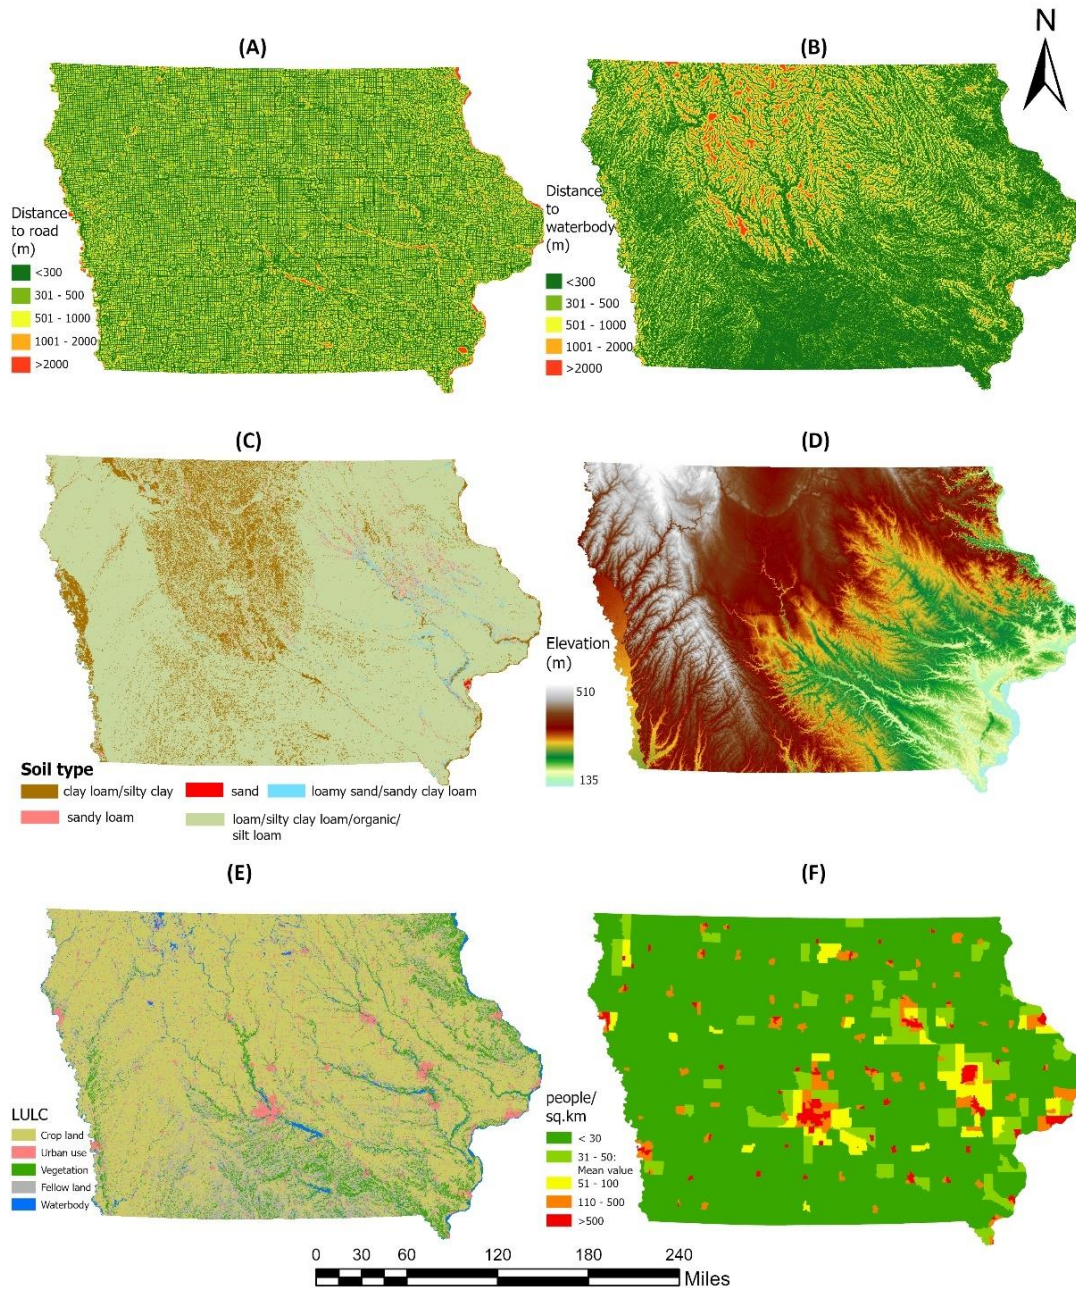 N
(A)
(B)
Distance
to road
(m)
<300
301 - 500
501 - 1000
1001 - 2000
>2000
Distance
to
waterbody
(m)
<300
301 - 500
501 - 1000
1001 - 2000
>2000
(C)
(D)
Soil type
clay loam/silty clay
sand
loamy sand/sandy clay loam
sandy loam
loam/silty clay loam/organic/
silt loam
Elevation
(m)
510
135
(E)
(F)
LULC
Crop land
Urban use
Vegetation
Fellow land
Waterbody
people/
sq.km
< 30
31 - 50:
Mean value
51 - 100
110 - 500
>500
0 30 60 120 180 240
Miles